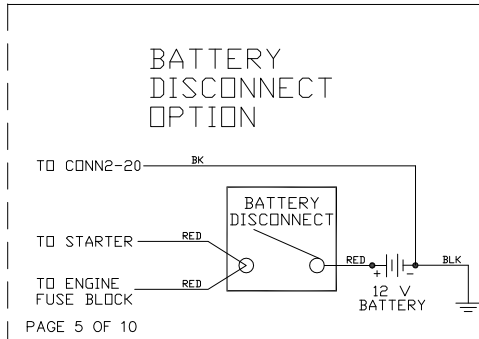 BATTERY
DISCONNECT
OPTION
TO CONN2-20
BK
BATTERY
DISCONNECT
TO STARTER
RED
RED
BLK
+
-
TO ENGINE
FUSE BLOCK
RED
12 V
BATTERY
PAGE 5 OF 10